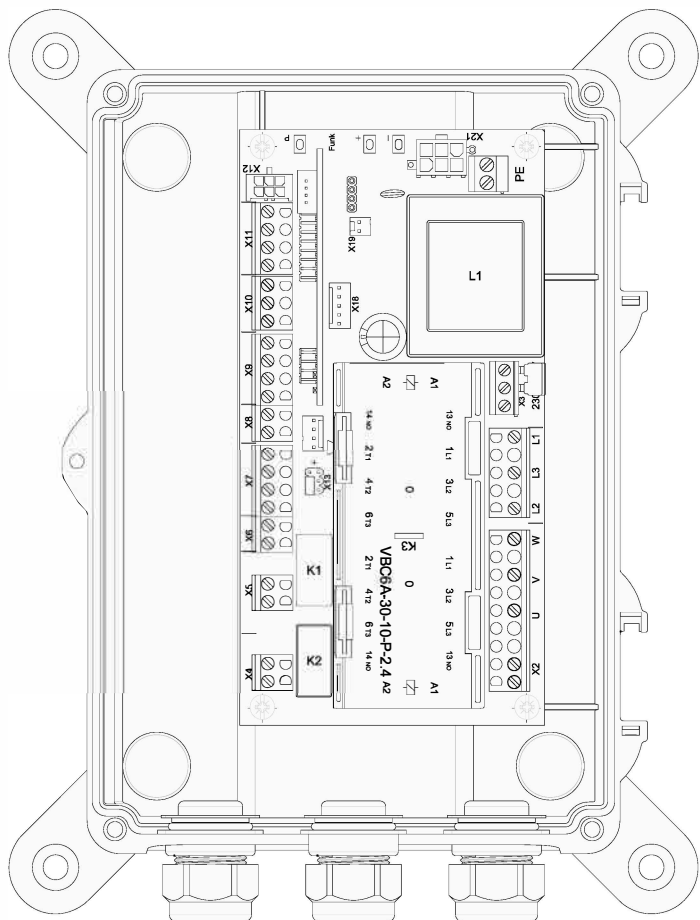 P
Funk
+
−
X21
PE
X12
X11
X19
L1
X10
X18
A2
A1
X3
230
X9
14 NO
13 NO
L1
X8
2 T1
1 L1
L3
+
X13
4 T2
0
3 L2
X7
6 T3
5 L3
L2
X6
K3
W
K1
2 T1
1 L1
VBC6A-30-10-P-2.4
V
X5
4 T2
0
3 L2
6 T3
5 L3
U
K2
14 NO
13 NO
X4
A2
A1
X2